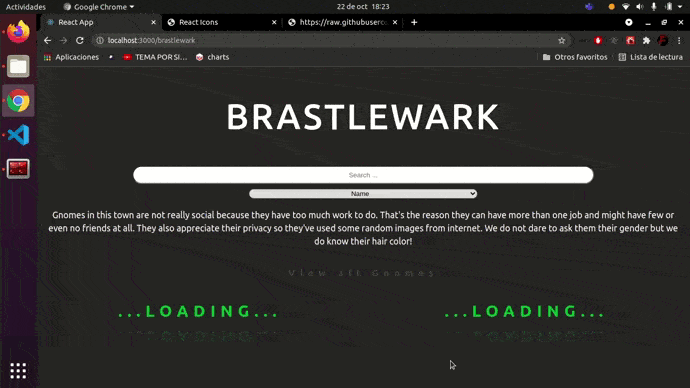 Actividades
Google Chrome
22 de oct 18:23
React App
React Icons
https://raw.githubuserco
localhost:3000/brastlewark
Aplicaciones
TEMA POR SI...
charts
Otros favoritos
Lista de lectura
BRASTLEWARK
Search ...
Name
Gnomes in this town are not really social because they have too much work to do. That's the reason they can have more than one job and might have few or
even no friends at all. They also appreciate their privacy so they've used some random images from internet. We do not dare to ask them their gender but we
do know their hair color!
View all Gnomes
...LOADING... ...LOADING...